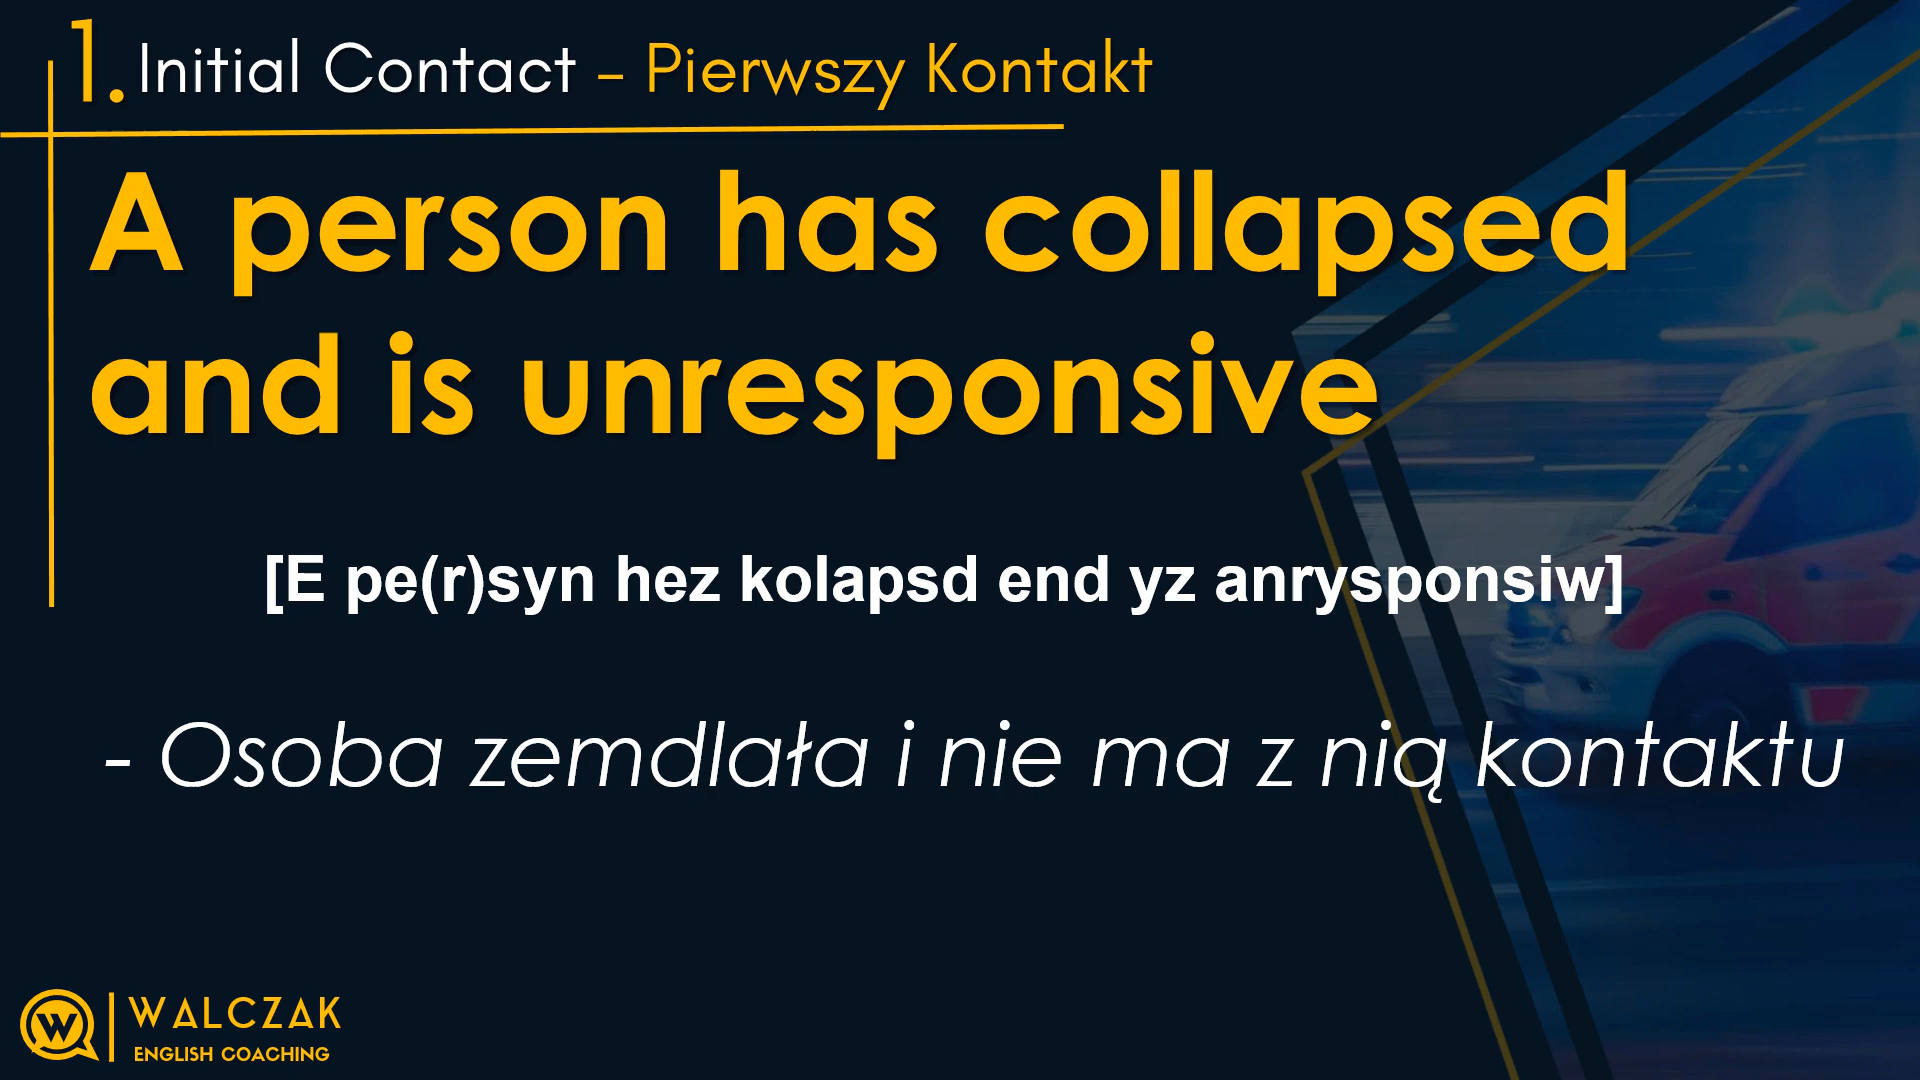 1. Initial Contact – Pierwszy Kontakt
A person has collapsed
and is unresponsive
[E pe(r)syn hez kolapsd end yz anrysponsiw]
- Osoba zemdlała i nie ma z nią kontaktu
W
WALCZAK
ENGLISH COACHING